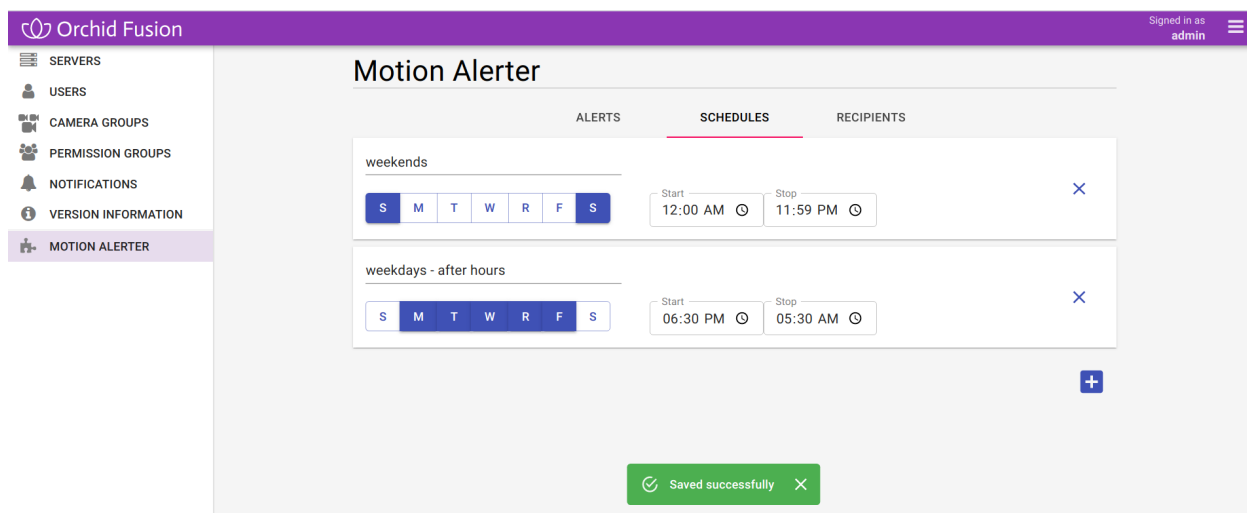 Orchid Fusion
Signed in as
admin
SERVERS
USERS
CAMERA GROUPS
PERMISSION GROUPS
NOTIFICATIONS
VERSION INFORMATION
MOTION ALERTER
Motion Alerter
ALERTS SCHEDULES RECIPIENTS
weekends
S M T W R F S
Start Stop
12:00 AM 11:59 PM
weekdays - after hours
S M T W R F S
Start Stop
06:30 PM 05:30 AM
Saved successfully